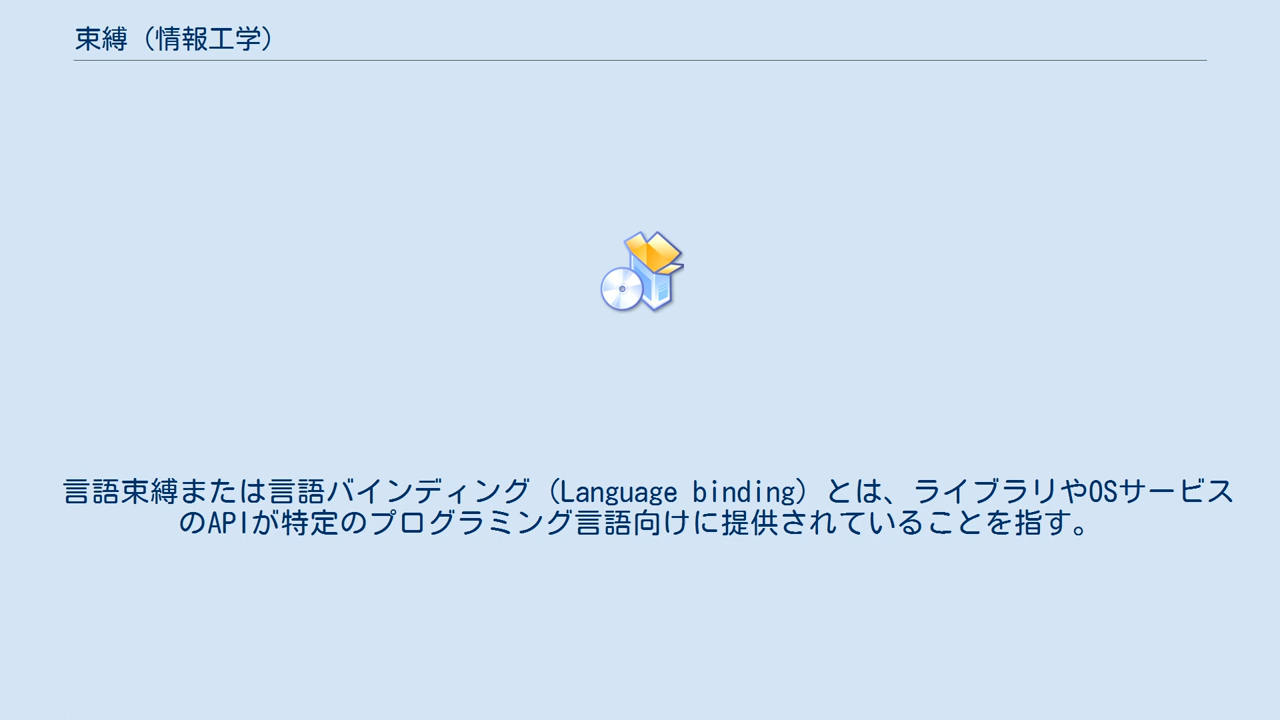 束縛（情報工学）
言語束縛または言語バインディング（Language binding）とは、ライブラリやOSサービス
のAPIが特定のプログラミング言語向けに提供されていることを指す。